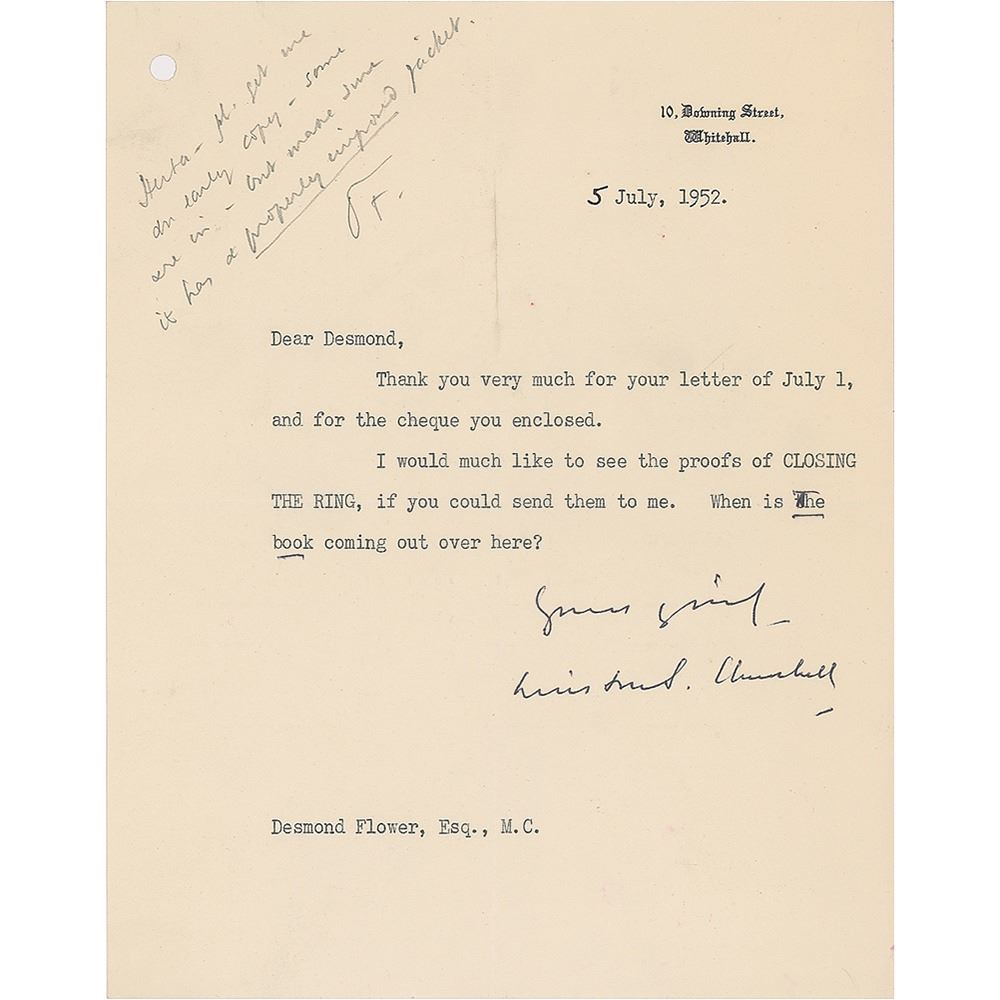 pl. get me
an early copy - some
are in - but make sure
it has a properly imposed jacket.
10, Downing Street,
Whitehall.
5 July, 1952.
Dear Desmond,
Thank you very much for your letter of July 1,
and for the cheque you enclosed.
I would much like to see the proofs of CLOSING
THE RING, if you could send them to me. When is The
book coming out over here?
Yours
Winston S. Churchill
Desmond Flower, Esq., M.C.